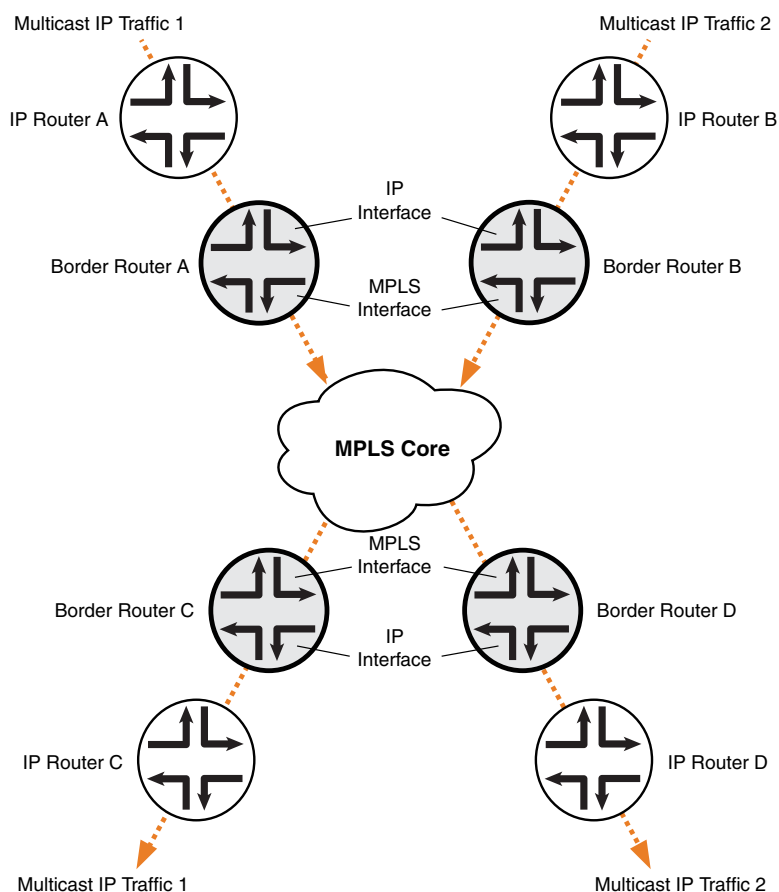 Multicast IP Traffic 1
Multicast IP Traffic 2
IP Router A
IP Router B
IP
Interface
Border Router A
Border Router B
MPLS
Interface
MPLS Core
MPLS
Interface
Border Router C
Border Router D
IP
Interface
IP Router C
IP Router D
Multicast IP Traffic 1
Multicast IP Traffic 2